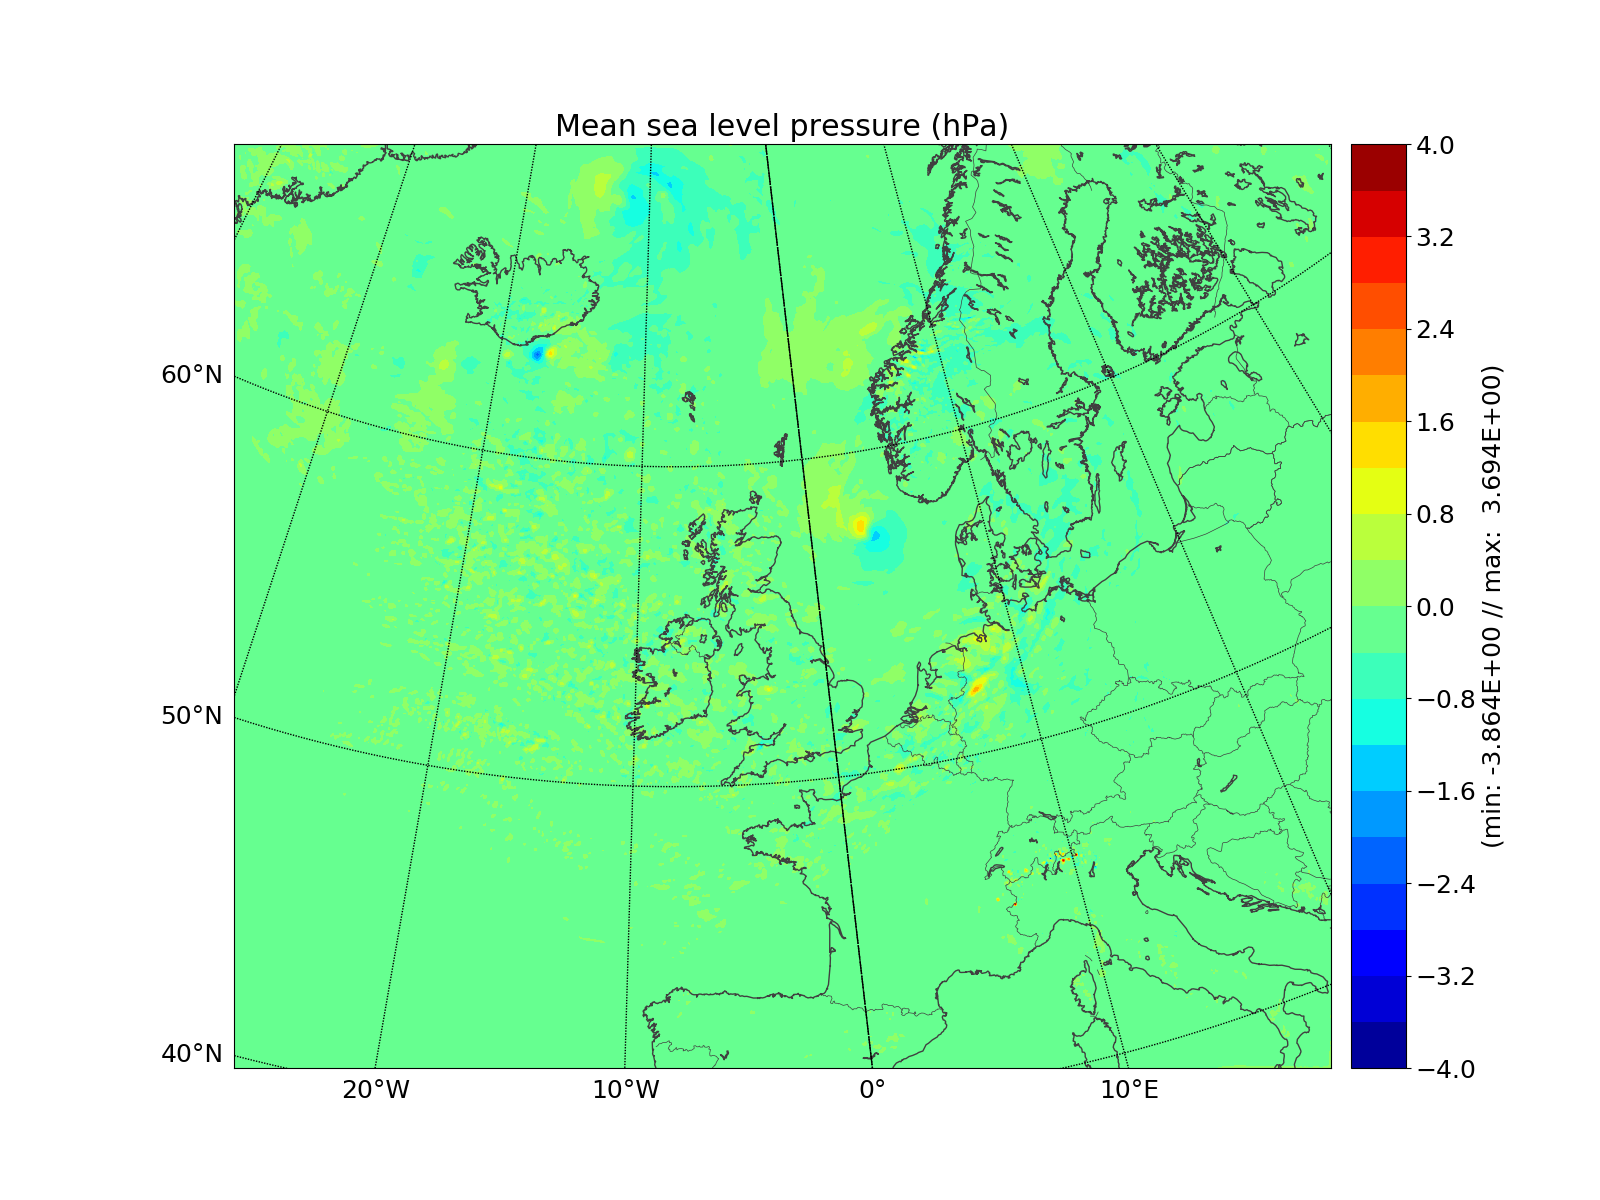 Mean sea level pressure (hPa)
60°N
50°N
40°N
20°W
10°W
0°
10°E
4.0
3.2
2.4
1.6
0.8
0.0
−0.8
−1.6
−2.4
−3.2
−4.0
(min: -3.864E+00 // max:  3.694E+00)